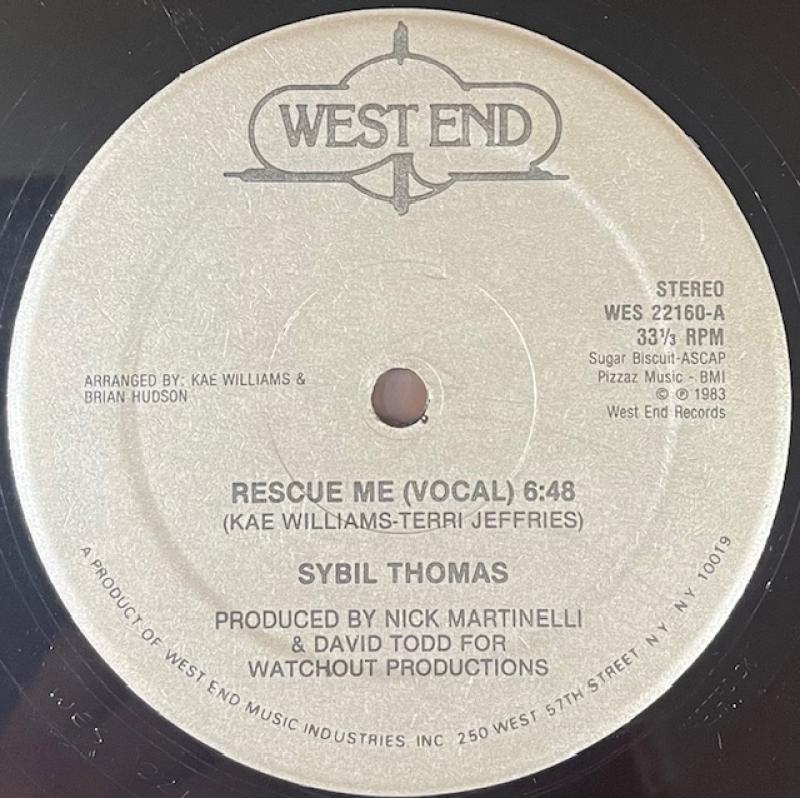 WEST END
STEREO
WES 22160-A
33⅓ RPM
Sugar Biscuit-ASCAP
Pizzaz Music - BMI
© ℗ 1983
West End Records
ARRANGED BY: KAE WILLIAMS &
BRIAN HUDSON
RESCUE ME (VOCAL) 6:48
(KAE WILLIAMS-TERRI JEFFRIES)
SYBIL THOMAS
PRODUCED BY NICK MARTINELLI
& DAVID TODD FOR
WATCHOUT PRODUCTIONS
A PRODUCT OF WEST END MUSIC INDUSTRIES, INC 250 WEST 57TH STREET N.Y. NY 10019
WES